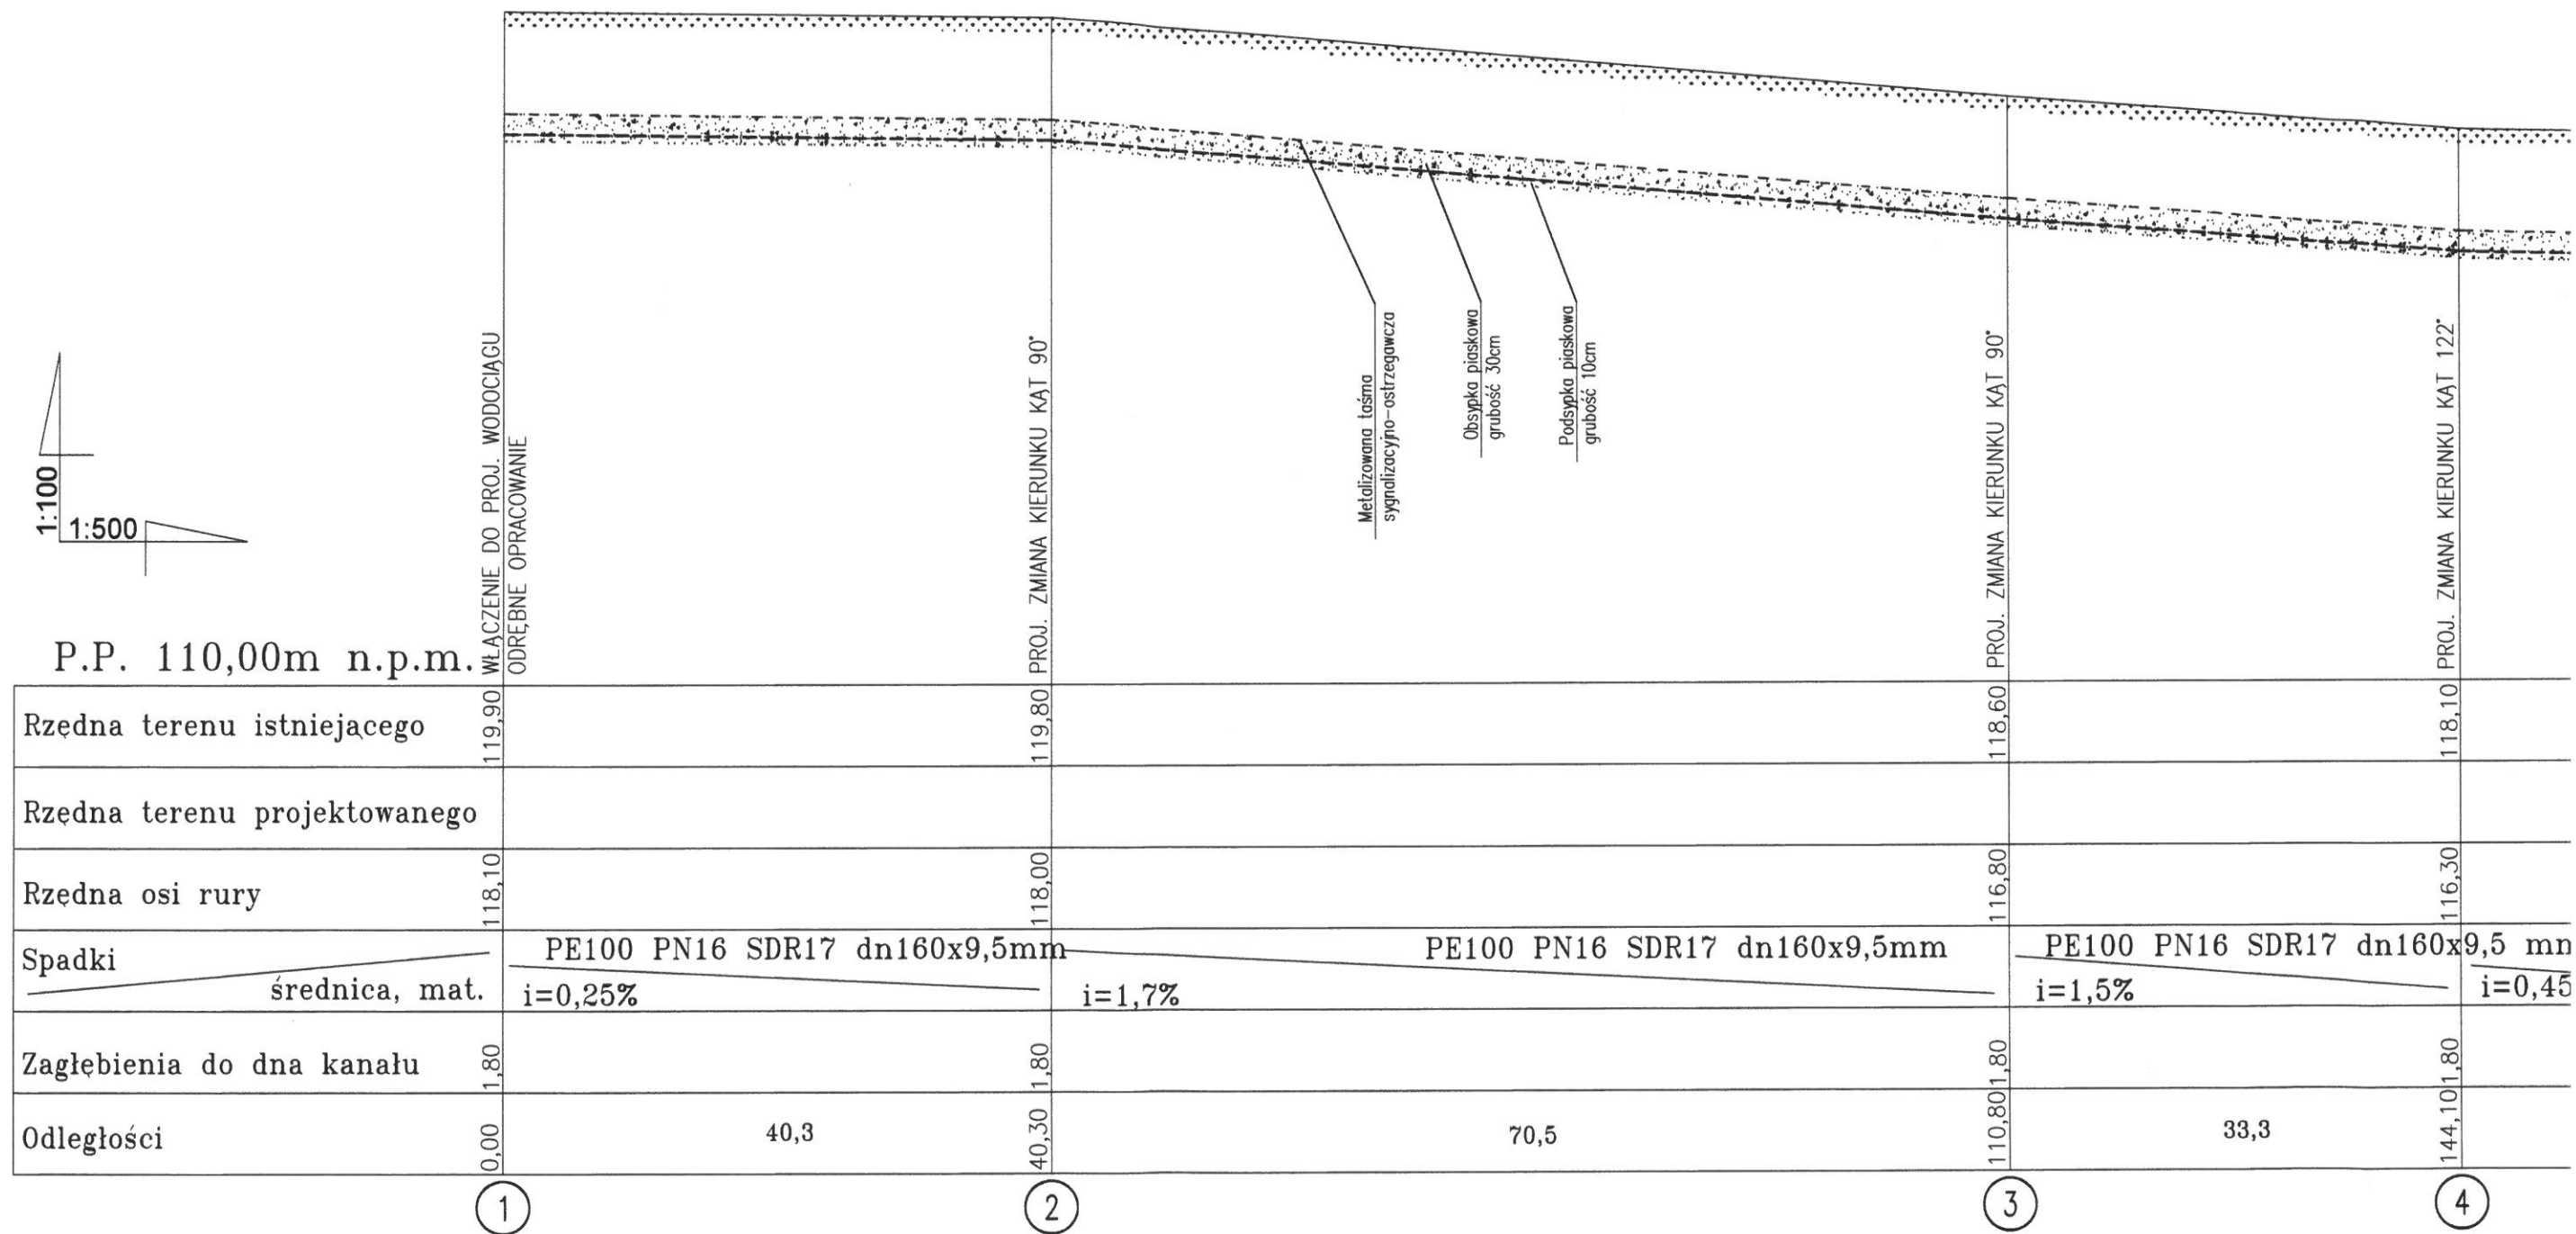 Metalizowana taśma
sygnalizacyjno-ostrzegawcza
Obsypka piaskowa
grubość 30cm
Podsypka piaskowa
grubość 10cm
1:100
1:500
WŁĄCZENIE DO PROJ. WODOCIĄGU
ODRĘBNE OPRACOWANIE
PROJ. ZMIANA KIERUNKU KĄT 90°
PROJ. ZMIANA KIERUNKU KĄT 90°
PROJ. ZMIANA KIERUNKU KĄT 122°
P.P. 110,00m n.p.m.
Rzędna terenu istniejącego 119,90 119,80 118,60 118,10
Rzędna terenu projektowanego
Rzędna osi rury 118,10 118,00 116,80 116,30
Spadki PE100 PN16 SDR17 dn160x9,5mm PE100 PN16 SDR17 dn160x9,5mm PE100 PN16 SDR17 dn160x9,5
średnica, mat. i=0,25% i=1,7% i=1,5% i=0,45
Zagłębienia do dna kanału 1,80 1,80 1,80 1,80
Odległości 0,00 40,3 40,30 70,5 110,80 33,3 144,10
1 2 3 4